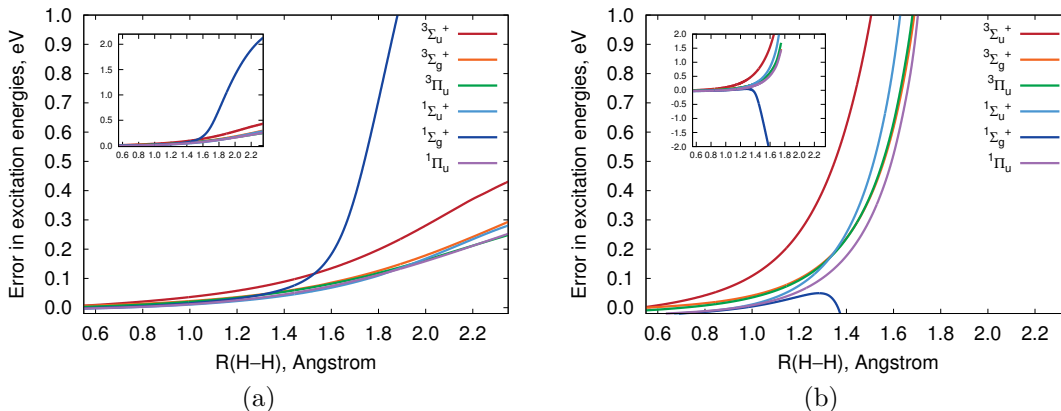 Error in excitation energies, eV
1.0
0.9
0.8
0.7
0.6
0.5
0.4
0.3
0.2
0.1
0.0
0.6 0.8 1.0 1.2 1.4 1.6 1.8 2.0 2.2
R(H−H), Angstrom
³Σᵤ⁺
³Σg⁺
³Πᵤ
¹Σᵤ⁺
¹Σg⁺
¹Πᵤ
2.0
1.5
1.0
0.5
0.0
0.6 0.8 1.0 1.2 1.4 1.6 1.8 2.0 2.2
(a)
Error in excitation energies, eV
1.0
0.9
0.8
0.7
0.6
0.5
0.4
0.3
0.2
0.1
0.0
0.6 0.8 1.0 1.2 1.4 1.6 1.8 2.0 2.2
R(H−H), Angstrom
³Σᵤ⁺
³Σg⁺
³Πᵤ
¹Σᵤ⁺
¹Σg⁺
¹Πᵤ
2.0
1.5
1.0
0.5
0.0
-0.5
-1.0
-1.5
-2.0
0.6 0.8 1.0 1.2 1.4 1.6 1.8 2.0 2.2
(b)